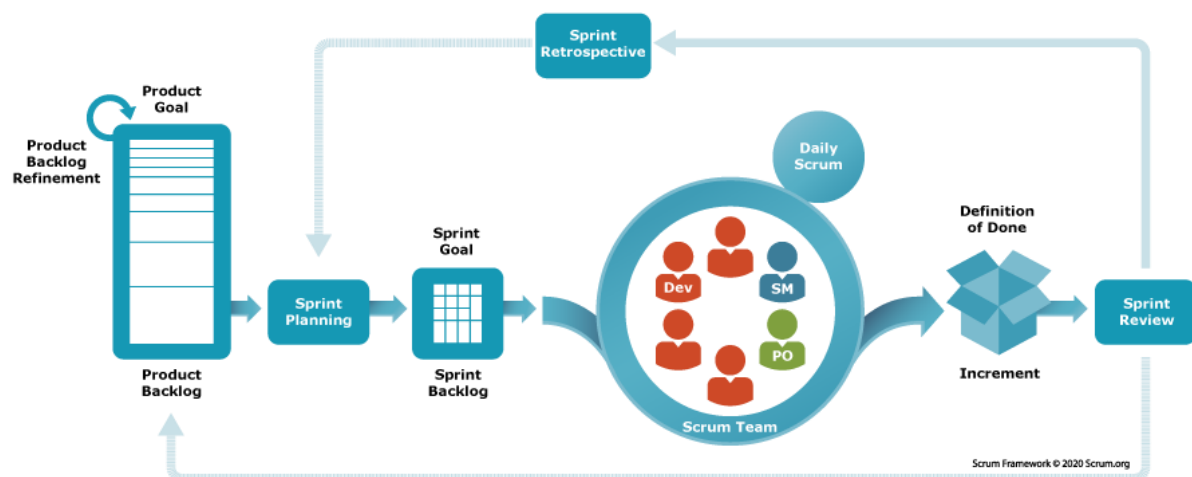 Sprint
Retrospective
Product
Goal
Product
Backlog
Refinement
Daily
Scrum
Sprint
Goal
Definition
of Done
Dev
SM
Sprint
Planning
Sprint
Review
PO
Product
Backlog
Sprint
Backlog
Increment
Scrum Team
Scrum Framework © 2020 Scrum.org